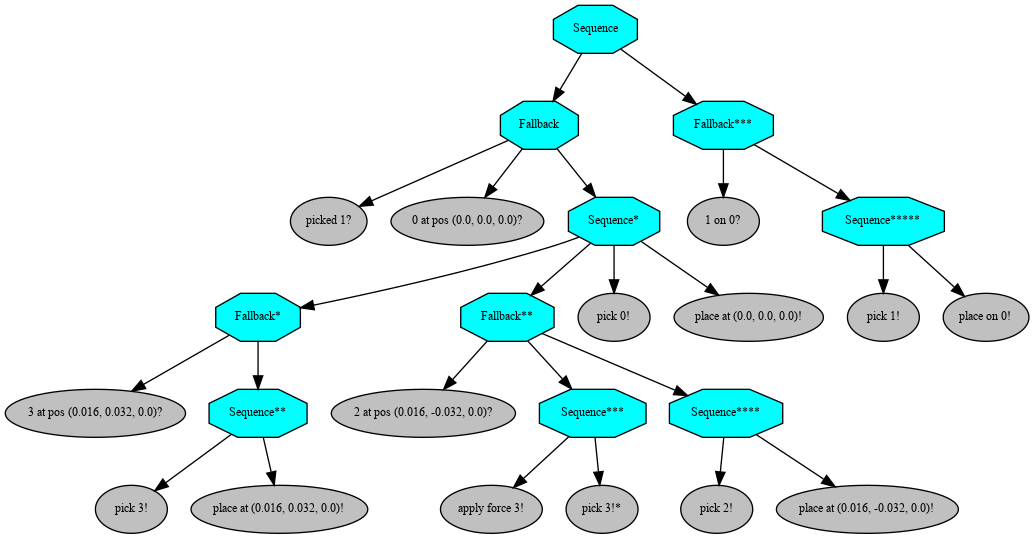 Sequence
Fallback
Fallback***
picked 1?
0 at pos (0.0, 0.0, 0.0)?
Sequence*
1 on 0?
Sequence*****
Fallback*
Fallback**
pick 0!
place at (0.0, 0.0, 0.0)!
pick 1!
place on 0!
3 at pos (0.016, 0.032, 0.0)?
Sequence**
2 at pos (0.016, -0.032, 0.0)?
Sequence***
Sequence****
pick 3!
place at (0.016, 0.032, 0.0)!
apply force 3!
pick 3!*
pick 2!
place at (0.016, -0.032, 0.0)!